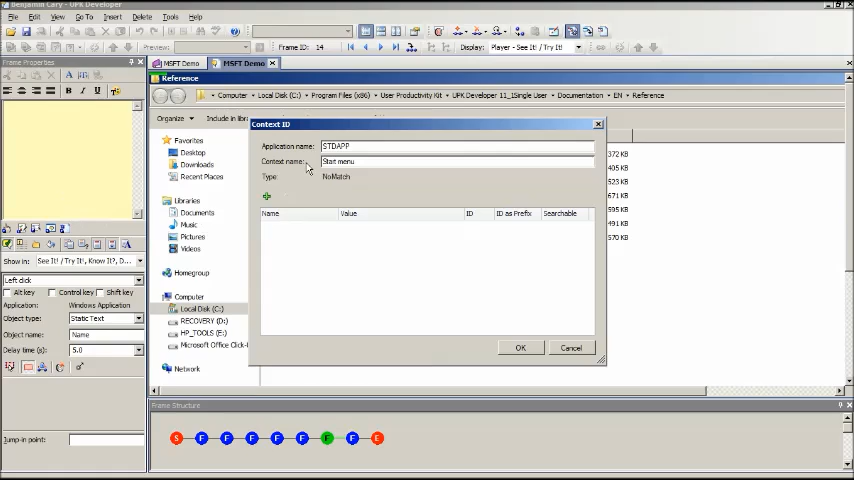 Benjamin Cary - UPK Developer
File Edit View Go To Insert Delete Tools Help
Preview: Frame ID: 14 Display: Player - See It! / Try It!
Frame Properties
MSFT Demo MSFT Demo
Reference
Computer Local Disk (C:) Program Files (x86) User Productivity Kit UPK Developer 11_1Single User Documentation EN Reference
Organize Include in libra
Favorites
Desktop
Downloads
Recent Places
Libraries
Documents
Music
Pictures
Videos
Homegroup
Computer
Local Disk (C:)
RECOVERY (D:)
HP_TOOLS (E:)
Microsoft Office Click-
Network
Context ID
Application name: STDAPP
Context name: Start menu
Type: NoMatch
Name Value ID ID as Prefix Searchable
OK Cancel
372 KB
405 KB
523 KB
671 KB
595 KB
491 KB
570 KB
Show in: See It! / Try It!, Know It?, D...
Left click
Alt key Control key Shift key
Application: Windows Application
Object type: Static Text
Object name: Name
Delay time (s): 5.0
Jump-in point:
Frame Structure
S F F F F F F F E